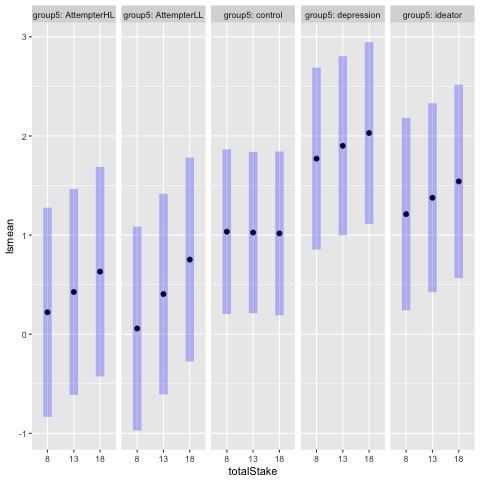 group5: AttempterHL group5: AttempterLL group5: control group5: depression group5: ideator
3
2
1
0
-1
lsmean
8 13 18 8 13 18 8 13 18 8 13 18 8 13 18
totalStake